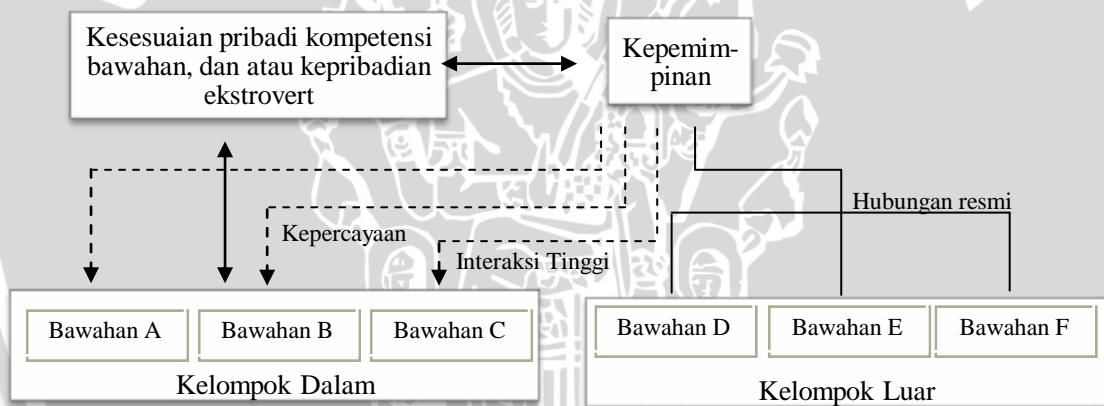 Kesesuaian pribadi kompetensi
bawahan, dan atau kepribadian
ekstrovert
Kepemim-
pinan
Hubungan resmi
Kepercayaan
Interaksi Tinggi
Bawahan A
Bawahan B
Bawahan C
Kelompok Dalam
Bawahan D
Bawahan E
Bawahan F
Kelompok Luar